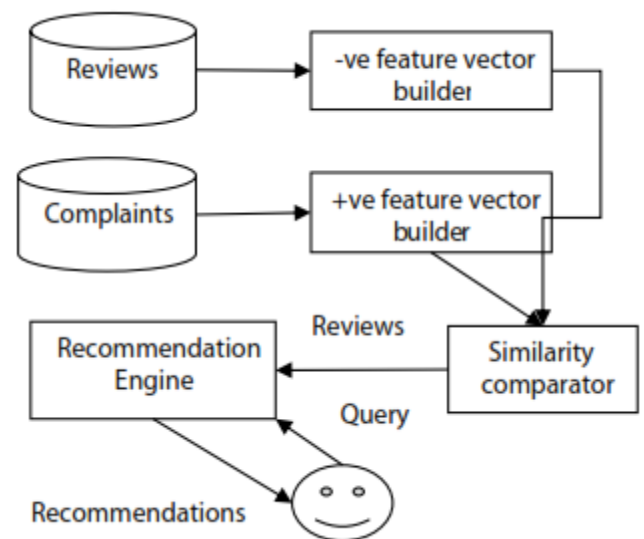 Reviews
-ve feature vector
builder
Complaints
+ve feature vector
builder
Reviews
Recommendation
Engine
Similarity
comparator
Query
Recommendations